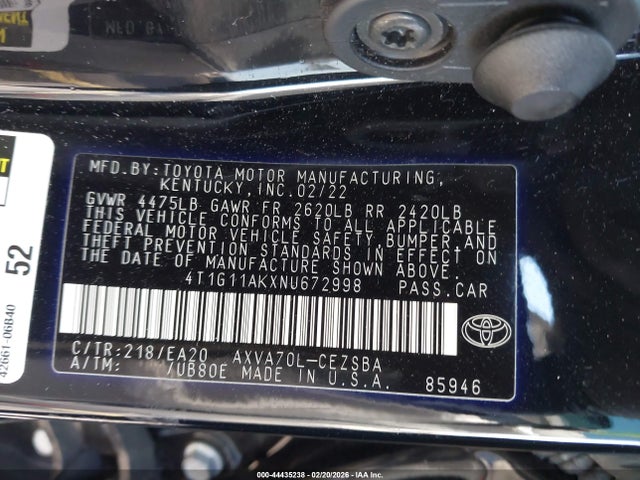 MFD.BY:TOYOTA MOTOR MANUFACTURING,
KENTUCKY,INC.02/22
GVWR 4475LB GAWR FR 2620LB RR 2420LB
THIS VEHICLE CONFORMS TO ALL APPLICABLE
FEDERAL MOTOR VEHICLE SAFETY,BUMPER,AND
THEFT PREVENTION STANDARDS IN EFFECT ON
THE DATE OF MANUFACTURE SHOWN ABOVE.
4T1G11AKXNU672998 PASS.CAR
C/TR:218/EA20 AXVA70L-CEZSBA
A/TM: /UB80E MADE IN U.S.A.
85946
TOYOTA
52
42661-06B40
000-44435238 - 02/20/2026 - IAA Inc.